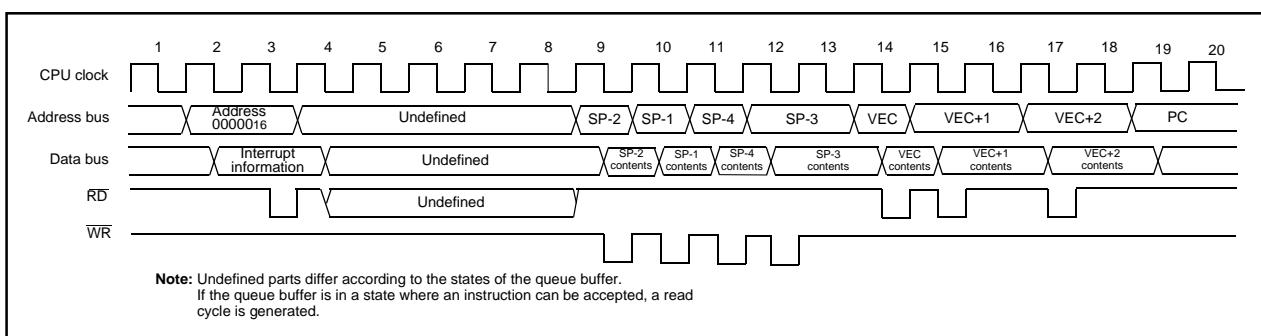 1 2 3 4 5 6 7 8 9 10 11 12 13 14 15 16 17 18 19 20
CPU clock
Address bus
Address
000016
Undefined
SP-2
SP-1
SP-4
SP-3
VEC
VEC+1
VEC+2
PC
Data bus
Interrupt
information
Undefined
SP-2
contents
SP-1
contents
SP-4
contents
SP-3
contents
VEC
contents
VEC+1
contents
VEC+2
contents
RD
Undefined
WR
Note: Undefined parts differ according to the states of the queue buffer.
If the queue buffer is in a state where an instruction can be accepted, a read
cycle is generated.